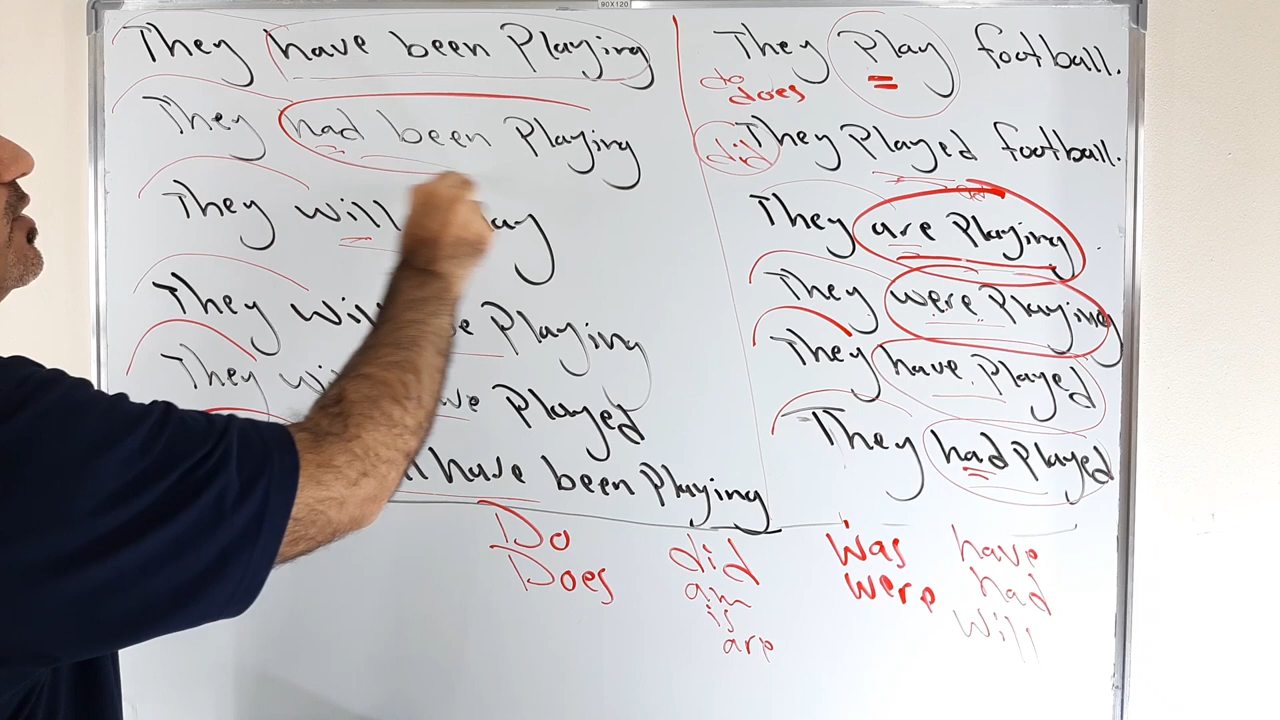 90X120
They have been Playing
They had been Playing
They will
They Playing
They Played
have been Playing
They Play football.
do
does
did They Played football.
They are Playing
They were Playing
They have Played
They had Played
Do
Does
did
am
is
are
was
were
have
had
will